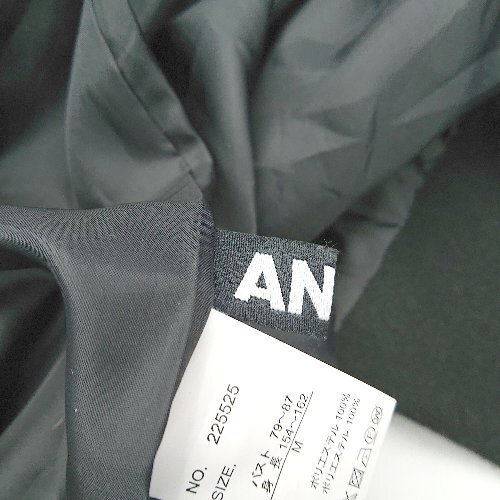 AN
NO. 225525
SIZE.
バスト 79～87
身長 154～162
M
ポリエステル 100%
ポリエステル 100%